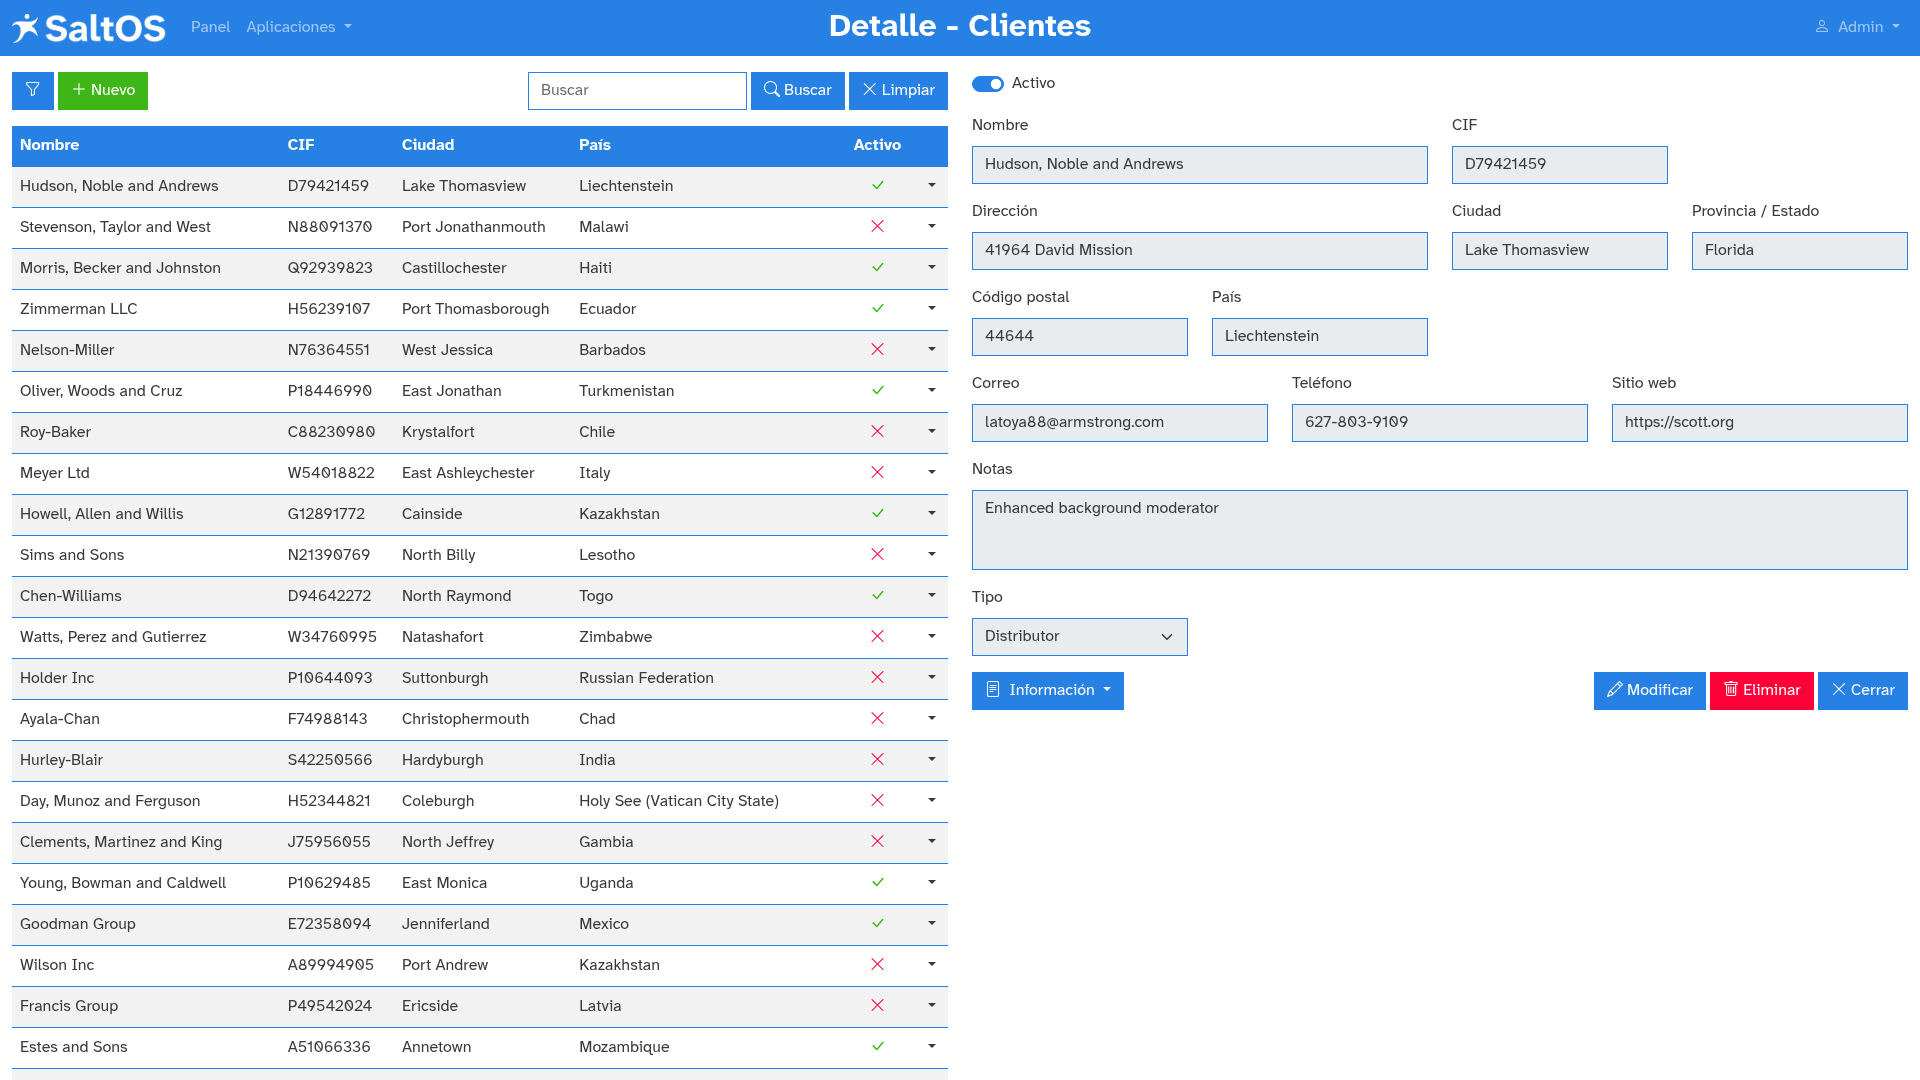 SaltOS Panel Aplicaciones Detalle - Clientes Admin
Nuevo Buscar Buscar Limpiar
Nombre CIF Ciudad País Activo
Hudson, Noble and Andrews D79421459 Lake Thomasview Liechtenstein
Stevenson, Taylor and West N88091370 Port Jonathanmouth Malawi
Morris, Becker and Johnston Q92939823 Castillochester Haiti
Zimmerman LLC H56239107 Port Thomasborough Ecuador
Nelson-Miller N76364551 West Jessica Barbados
Oliver, Woods and Cruz P18446990 East Jonathan Turkmenistan
Roy-Baker C88230980 Krystalfort Chile
Meyer Ltd W54018822 East Ashleychester Italy
Howell, Allen and Willis G12891772 Cainside Kazakhstan
Sims and Sons N21390769 North Billy Lesotho
Chen-Williams D94642272 North Raymond Togo
Watts, Perez and Gutierrez W34760995 Natashafort Zimbabwe
Holder Inc P10644093 Suttonburgh Russian Federation
Ayala-Chan F74988143 Christophermouth Chad
Hurley-Blair S42250566 Hardyburgh India
Day, Munoz and Ferguson H52344821 Coleburgh Holy See (Vatican City State)
Clements, Martinez and King J75956055 North Jeffrey Gambia
Young, Bowman and Caldwell P10629485 East Monica Uganda
Goodman Group E72358094 Jenniferland Mexico
Wilson Inc A89994905 Port Andrew Kazakhstan
Francis Group P49542024 Ericside Latvia
Estes and Sons A51066336 Annetown Mozambique
Activo
Nombre CIF
Hudson, Noble and Andrews D79421459
Dirección Ciudad Provincia / Estado
41964 David Mission Lake Thomasview Florida
Código postal País
44644 Liechtenstein
Correo Teléfono Sitio web
latoya88@armstrong.com 627-803-9109 https://scott.org
Notas
Enhanced background moderator
Tipo
Distributor
Información Modificar Eliminar Cerrar